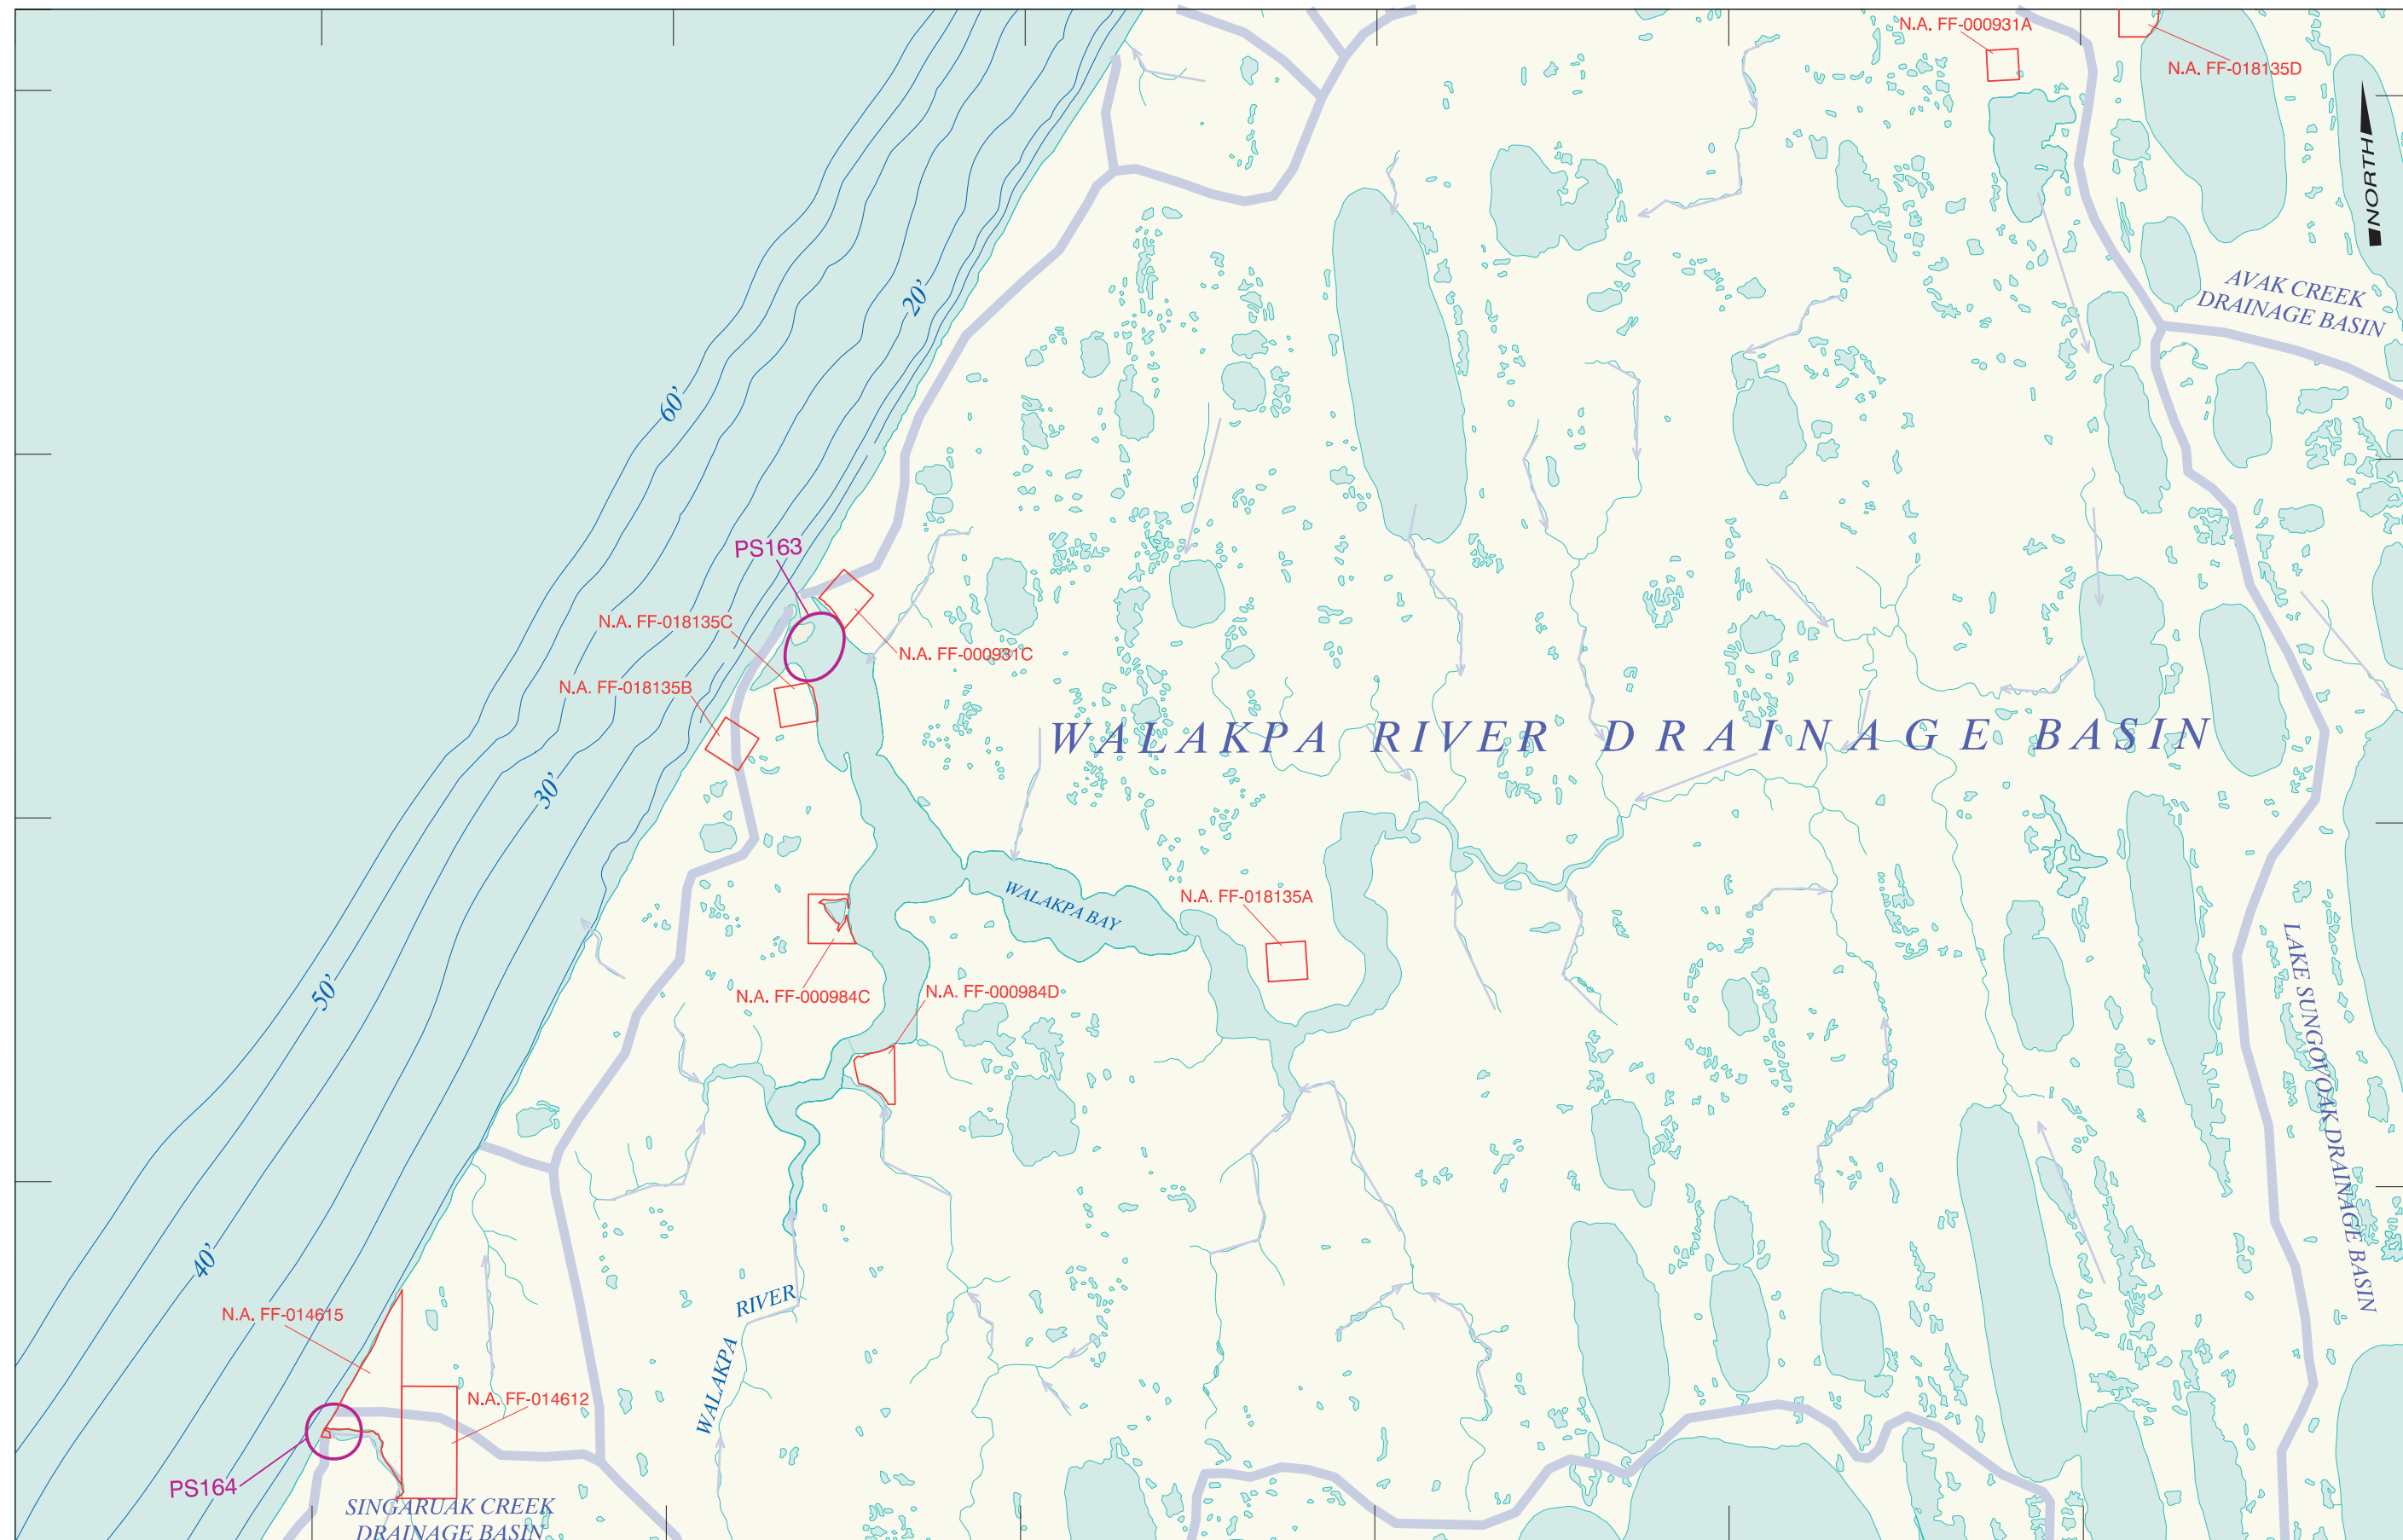 N.A. FF-000931A
N.A. FF-018135D
NORTH
AVAK CREEK
DRAINAGE BASIN
20'
60'
PS163
N.A. FF-018135C
N.A. FF-000931C
N.A. FF-018135B
WALAKPA RIVER DRAINAGE BASIN
30'
WALAKPA BAY
N.A. FF-018135A
50'
N.A. FF-000984C
N.A. FF-000984D
LAKE SUNGOVOAK DRAINAGE BASIN
40'
WALAKPA RIVER
N.A. FF-014615
N.A. FF-014612
PS164
SINGARUAK CREEK
DRAINAGE BASIN